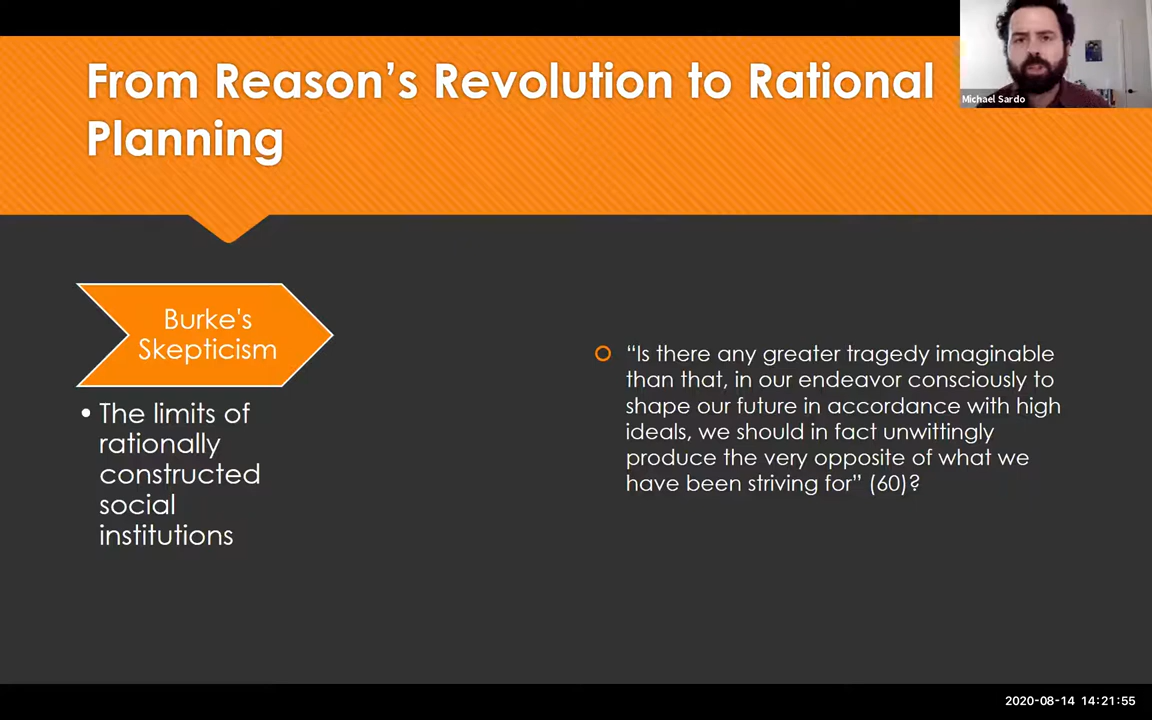 From Reason’s Revolution to Rational
Planning
Michael Sardo
Burke's
Skepticism
• The limits of
rationally
constructed
social
institutions
“Is there any greater tragedy imaginable
than that, in our endeavor consciously to
shape our future in accordance with high
ideals, we should in fact unwittingly
produce the very opposite of what we
have been striving for” (60)?
2020-08-14 14:21:55